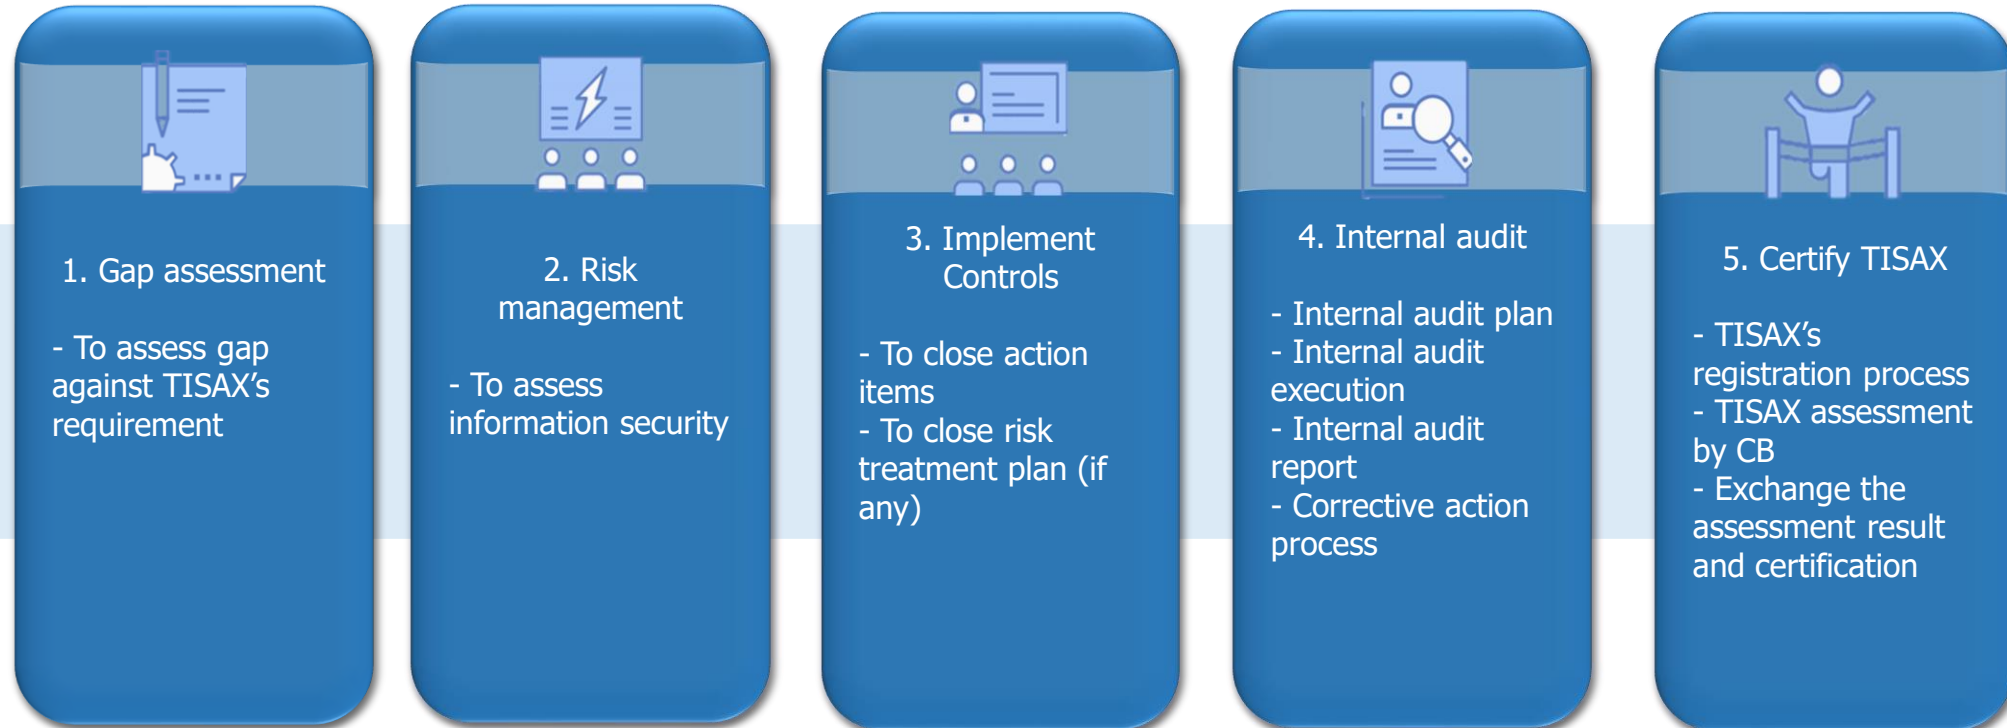 1. Gap assessment
- To assess gap
against TISAX’s
requirement
2. Risk
management
- To assess
information security
3. Implement
Controls
- To close action
items
- To close risk
treatment plan (if
any)
4. Internal audit
- Internal audit plan
- Internal audit
execution
- Internal audit
report
- Corrective action
process
5. Certify TISAX
- TISAX’s
registration process
- TISAX assessment
by CB
- Exchange the
assessment result
and certification